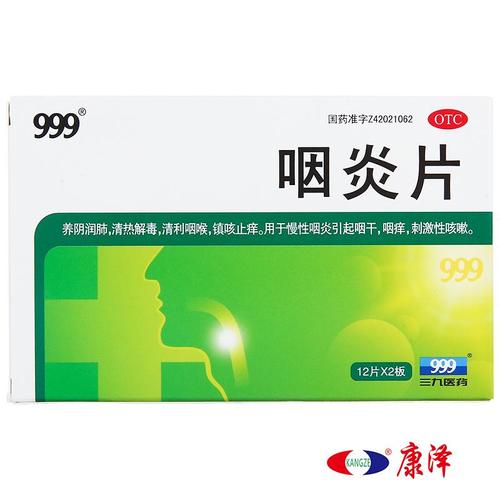 999®
国药准字Z42021062
OTC
咽炎片
养阴润肺,清热解毒,清利咽喉,镇咳止痒。用于慢性咽炎引起咽干,咽痒,刺激性咳嗽。
999
12片X2板
999®
三九医药
KANGZE
康泽